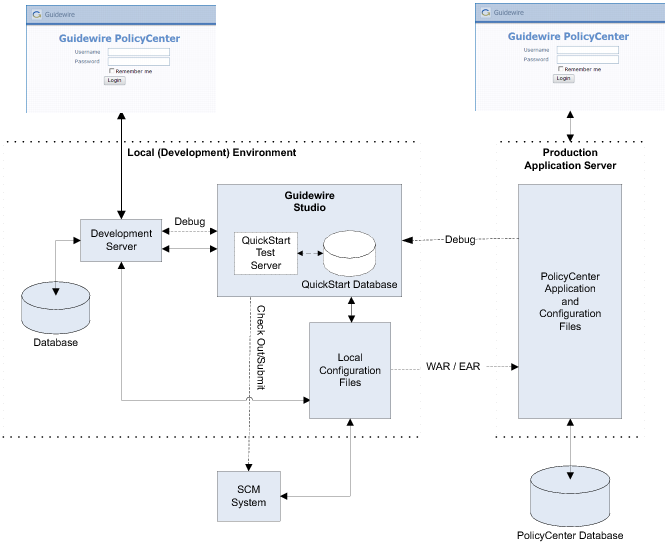 Guidewire
Guidewire PolicyCenter
Username
Password
Remember me
Login
Guidewire
Guidewire PolicyCenter
Username
Password
Remember me
Login
Local (Development) Environment
Production
Application Server
Guidewire
Studio
Development
Server
Debug
QuickStart
Test
Server
QuickStart Database
Debug
PolicyCenter
Application
and
Configuration
Files
Database
Check Out/Submit
Local
Configuration
Files
WAR / EAR
SCM
System
PolicyCenter Database